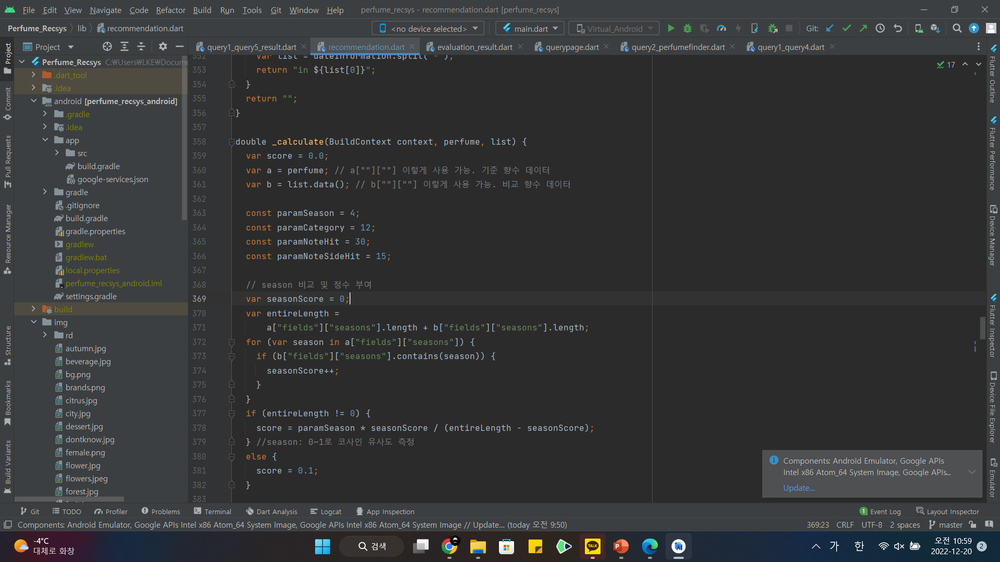 File Edit View Navigate Code Refactor Build Run Tools Git Window Help perfume_recsys - recommendation.dart [perfume_recsys]
Perfume_Recsys lib recommendation.dart <no device selected> main.dart Virtual_Android Git:
Project query1_query5_result.dart recommendation.dart evaluation_result.dart querypage.dart query2_perfumefinder.dart query1_query4.dart
Project
Commit
Pull Requests
Resource Manager
Structure
Bookmarks
Build Variants
Perfume_Recsys C:₩Users₩LKE₩Docume
.dart_tool
.idea
android [perfume_recsys_android]
.gradle
.idea
app
src
build.gradle
google-services.json
gradle
.gitignore
build.gradle
gradle.properties
gradlew
gradlew.bat
local.properties
perfume_recsys_android.iml
settings.gradle
build
img
rd
autumn.jpg
beverage.jpg
bg.png
brands.png
citrus.jpg
city.jpg
dessert.jpg
dontknow.jpg
female.png
flower.jpg
flowers.jpeg
forest.jpg
17
352 var list = dateInformation.split("-");
353 return "in ${list[0]}";
354 }
355 return "";
356 }
357
358 double _calculate(BuildContext context, perfume, list) {
359 var score = 0.0;
360 var a = perfume; // a[""][""] 이렇게 사용 가능. 기준 향수 데이터
361 var b = list.data(); // b[""][""] 이렇게 사용 가능. 비교 향수 데이터
362
363 const paramSeason = 4;
364 const paramCategory = 12;
365 const paramNoteHit = 30;
366 const paramNoteSideHit = 15;
367
368 // season 비교 및 점수 부여
369 var seasonScore = 0;
370 var entireLength =
371 a["fields"]["seasons"].length + b["fields"]["seasons"].length;
372 for (var season in a["fields"]["seasons"]) {
373 if (b["fields"]["seasons"].contains(season)) {
374 seasonScore++;
375 }
376 }
377 if (entireLength != 0) {
378 score = paramSeason * seasonScore / (entireLength - seasonScore);
379 } //season: 0~1로 코사인 유사도 측정
380 else {
381 score = 0.1;
382 }
383
Flutter Outline
Flutter Performance
Device Manager
Flutter Inspector
Device File Explorer
Emulator
Components: Android Emulator, Google APIs
Intel x86 Atom_64 System Image, Google APIs...
Update...
Git TODO Profiler Problems Terminal Dart Analysis Logcat App Inspection 1 Event Log Layout Inspector
Components: Android Emulator, Google APIs Intel x86 Atom_64 System Image, Google APIs Intel x86 Atom_64 System Image // Update... (today 오전 9:50) 369:23 CRLF UTF-8 2 spaces master
-4°C
대체로 화창
검색
TALK
가 한
오전 10:59
2022-12-20
2